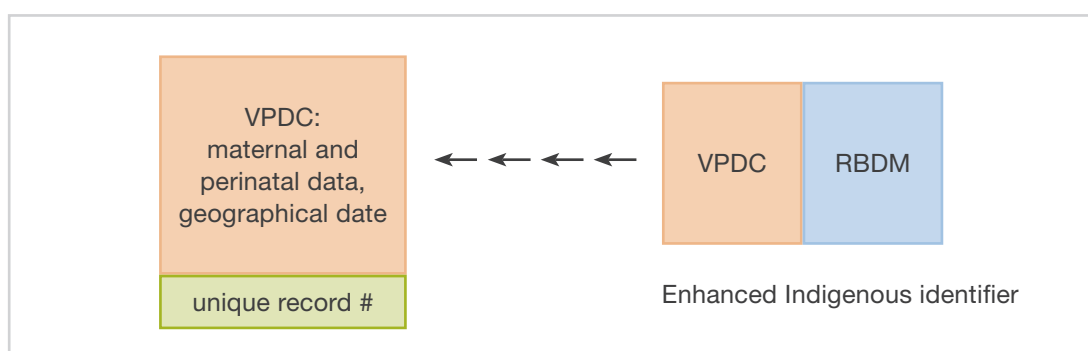 VPDC:
maternal and
perinatal data,
geographical date
unique record #
VPDC
RBDM
Enhanced Indigenous identifier